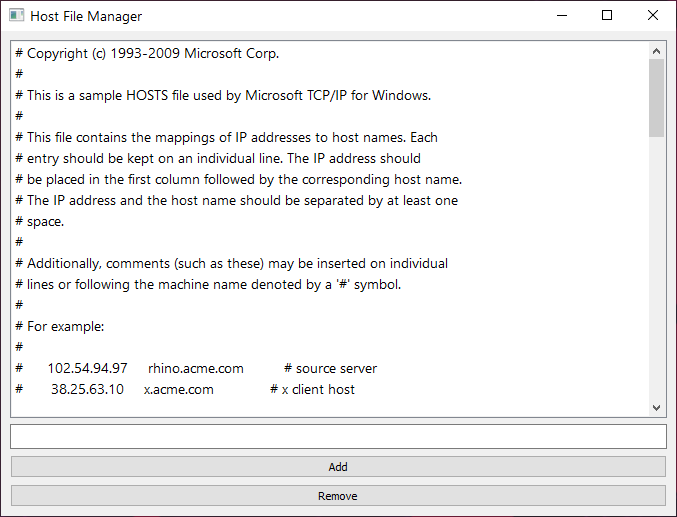 Host File Manager
# Copyright (c) 1993-2009 Microsoft Corp.
#
# This is a sample HOSTS file used by Microsoft TCP/IP for Windows.
#
# This file contains the mappings of IP addresses to host names. Each
# entry should be kept on an individual line. The IP address should
# be placed in the first column followed by the corresponding host name.
# The IP address and the host name should be separated by at least one
# space.
#
# Additionally, comments (such as these) may be inserted on individual
# lines or following the machine name denoted by a '#' symbol.
#
# For example:
#
#      102.54.94.97     rhino.acme.com          # source server
#       38.25.63.10     x.acme.com              # x client host
Add
Remove